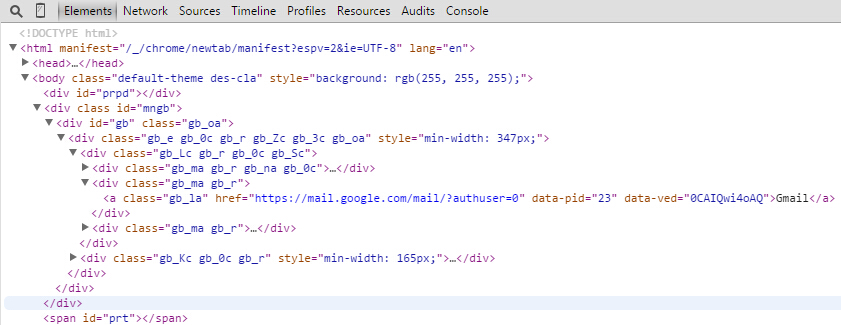 Elements Network Sources Timeline Profiles Resources Audits Console
<!DOCTYPE html>
<html manifest="/_/chrome/newtab/manifest?espv=2&ie=UTF-8" lang="en">
<head>…</head>
<body class="default-theme des-cla" style="background: rgb(255, 255, 255);">
<div id="prpd"></div>
<div class id="mngb">
<div id="gb" class="gb_oa">
<div class="gb_e gb_0c gb_r gb_Zc gb_3c gb_oa" style="min-width: 347px;">
<div class="gb_Lc gb_r gb_0c gb_Sc">
<div class="gb_ma gb_r gb_na gb_0c">…</div>
<div class="gb_ma gb_r">
<a class="gb_la" href="https://mail.google.com/mail/?authuser=0" data-pid="23" data-ved="0CAIQwi4oAQ">Gmail</a>
</div>
<div class="gb_ma gb_r">…</div>
</div>
<div class="gb_Kc gb_0c gb_r" style="min-width: 165px;">…</div>
</div>
</div>
</div>
<span id="prt"></span>